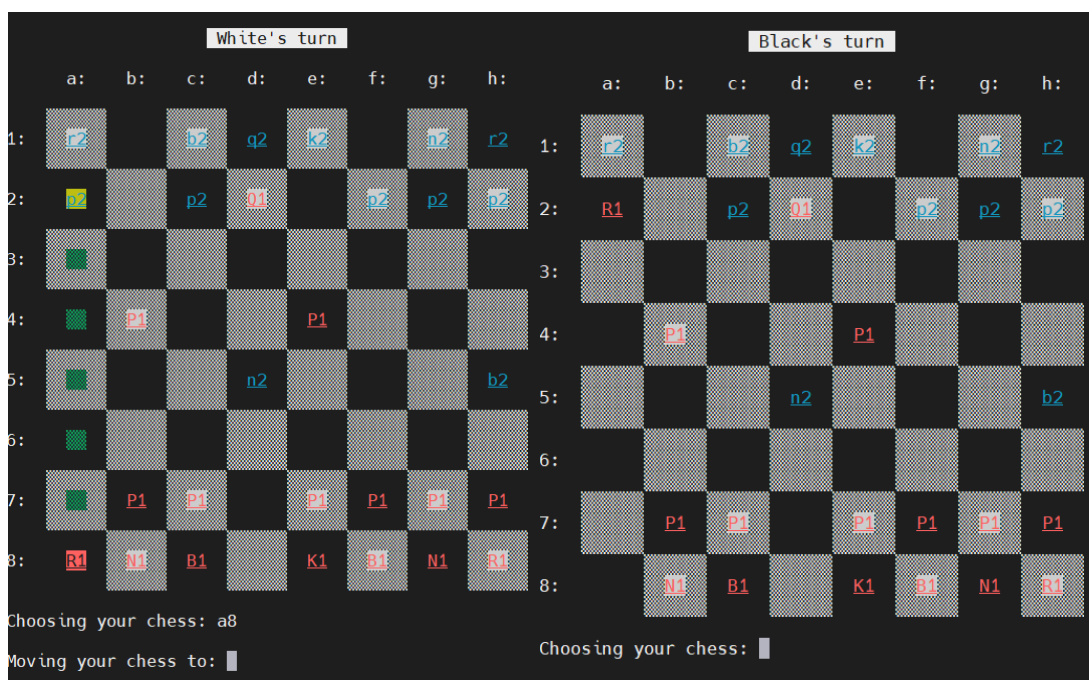 White's turn
a: b: c: d: e: f: g: h:
1: r2 b2 q2 k2 n2 r2
2: p2 p2 Q1 p2 p2 p2
3:
4: P1 P1
5: n2 b2
6:
7: P1 P1 P1 P1 P1 P1
8: R1 N1 B1 K1 B1 N1 R1
Choosing your chess: a8
Moving your chess to:
Black's turn
a: b: c: d: e: f: g: h:
1: r2 b2 q2 k2 n2 r2
2: R1 p2 Q1 p2 p2 p2
3:
4: P1 P1
5: n2 b2
6:
7: P1 P1 P1 P1 P1 P1
8: N1 B1 K1 B1 N1 R1
Choosing your chess: